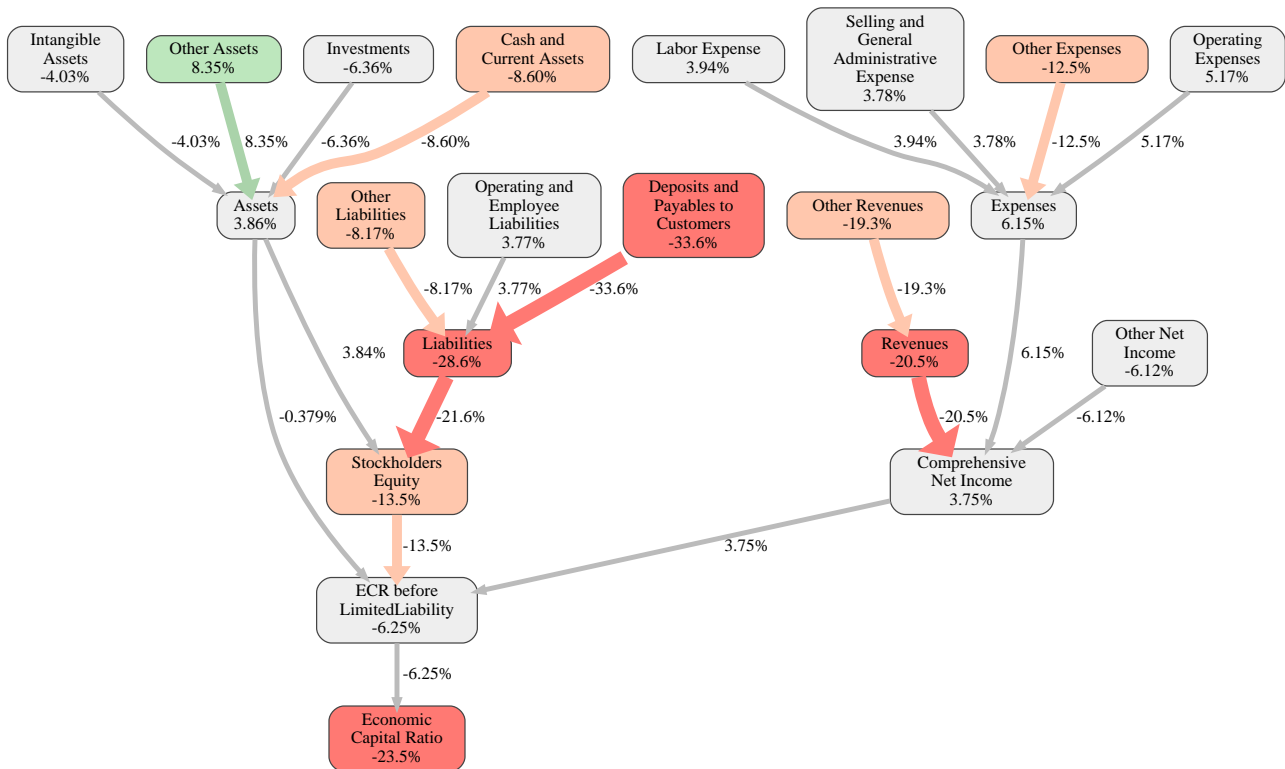 Intangible
Assets
-4.03%
Other Assets
8.35%
Investments
-6.36%
Cash and
Current Assets
-8.60%
Labor Expense
3.94%
Selling and
General
Administrative
Expense
3.78%
Other Expenses
-12.5%
Operating
Expenses
5.17%
-4.03%
8.35%
-6.36%
-8.60%
3.94%
3.78%
-12.5%
5.17%
Assets
3.86%
Other
Liabilities
-8.17%
Operating and
Employee
Liabilities
3.77%
Deposits and
Payables to
Customers
-33.6%
Other Revenues
-19.3%
Expenses
6.15%
-8.17%
3.77%
-33.6%
-19.3%
3.84%
Liabilities
-28.6%
Revenues
-20.5%
6.15%
Other Net
Income
-6.12%
-0.379%
-21.6%
-20.5%
-6.12%
Stockholders
Equity
-13.5%
Comprehensive
Net Income
3.75%
-13.5%
3.75%
ECR before
LimitedLiability
-6.25%
-6.25%
Economic
Capital Ratio
-23.5%